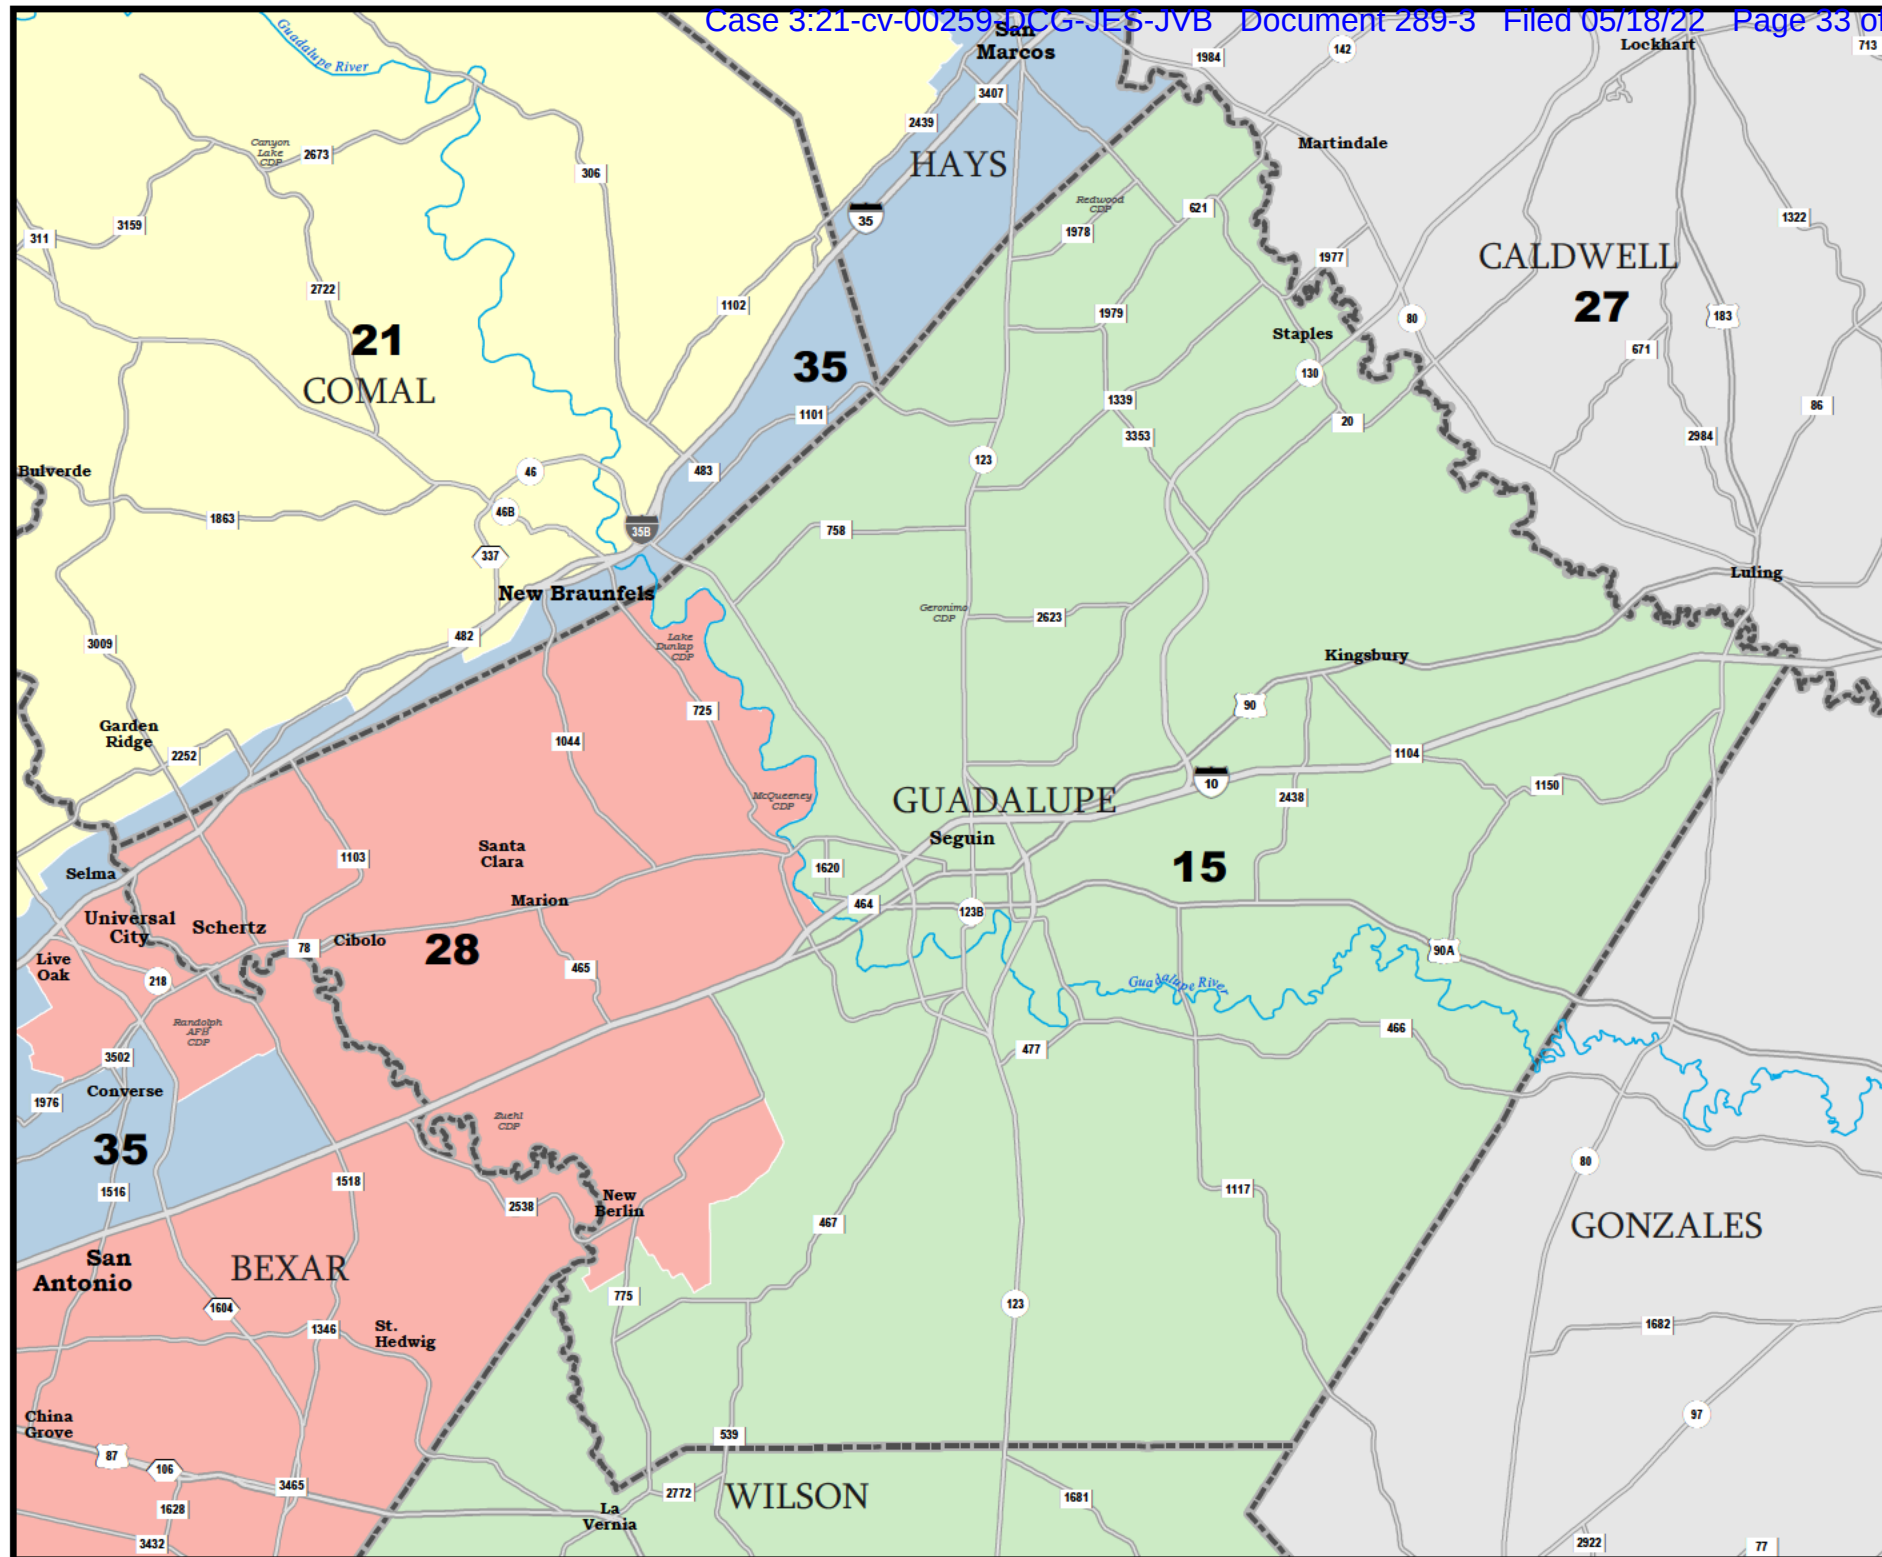 Case 3:21-cv-00259-DCG-JES-JVB Document 289-3 Filed 05/18/22 Page 33 of
San
Marcos
Lockhart
713
142
1984
Guadalupe River
3407
2439
Martindale
HAYS
Canyon
Lake
CDP
2673
306
Redwood
CDP
621
1978
35
1322
3159
311
1977
CALDWELL
27
2722
1102
1979
80
183
21
COMAL
35
Staples
671
130
1101
1339
20
86
3353
2984
123
Bulverde
46
483
46B
1863
35B
758
337
Luling
New Braunfels
Geronimo
CDP
2623
482
3009
Lake
Dunlap
CDP
Kingsbury
90
725
Garden
Ridge
2252
1044
1104
10
1150
McQueeney
CDP
GUADALUPE
2438
Seguin
Santa
Clara
1103
Selma
15
1620
Marion
464
123B
Universal
City
Schertz
78
Cibolo
28
90A
Live
Oak
218
465
Guadalupe River
Randolph
AFB
CDP
466
3502
477
Converse
1976
Zuehl
CDP
35
80
1518
1516
1117
2538
New
Berlin
467
GONZALES
San
Antonio
BEXAR
775
1604
123
1346
St.
Hedwig
1682
China
Grove
97
539
87
106
3465
2772
WILSON
1681
1628
La
Vernia
3432
2922
77